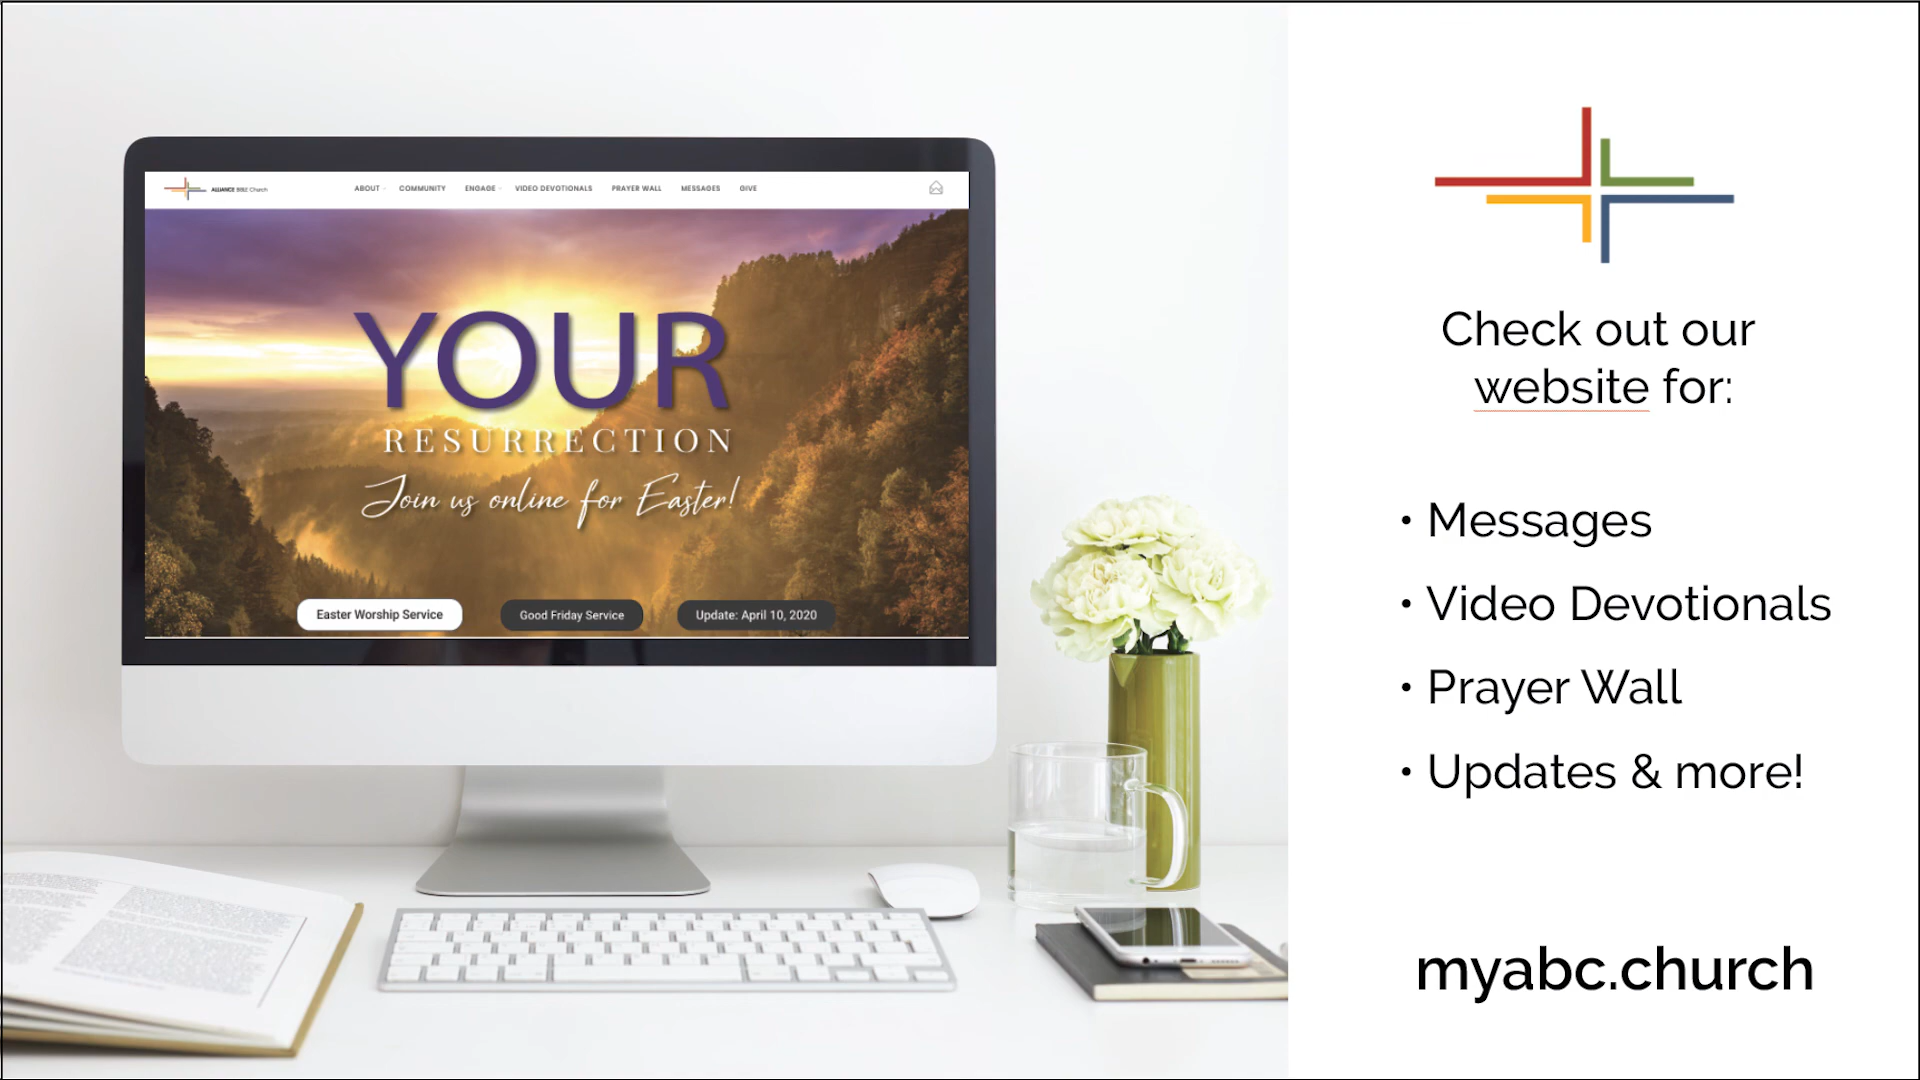 ALLIANCE BIBLE Church
ABOUT
COMMUNITY
ENGAGE
VIDEO DEVOTIONALS
PRAYER WALL
MESSAGES
GIVE
YOUR
RESURRECTION
Join us online for Easter!
Easter Worship Service
Good Friday Service
Update: April 10, 2020
Check out our
website for:
• Messages
• Video Devotionals
• Prayer Wall
• Updates & more!
myabc.church